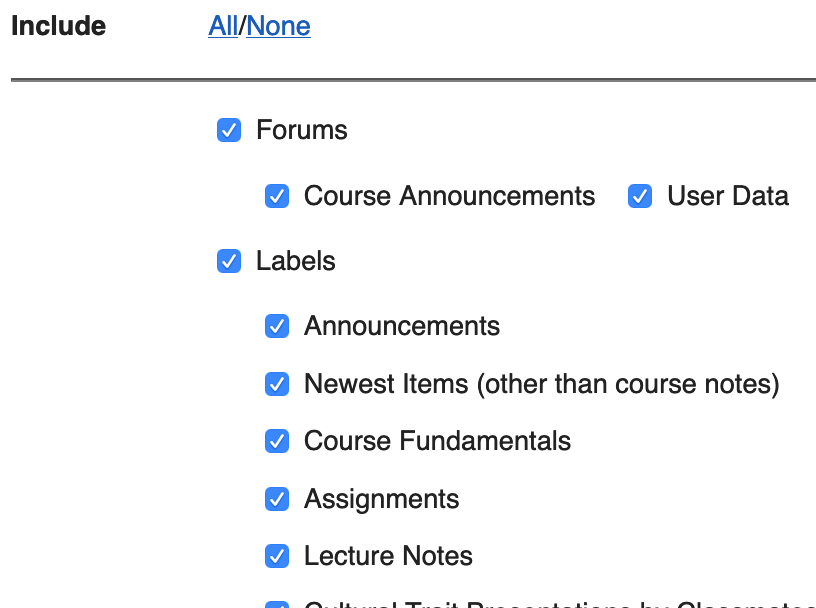 Include All/None
Forums
Course Announcements User Data
Labels
Announcements
Newest Items (other than course notes)
Course Fundamentals
Assignments
Lecture Notes
Cultural Trait Presentations by Classmates